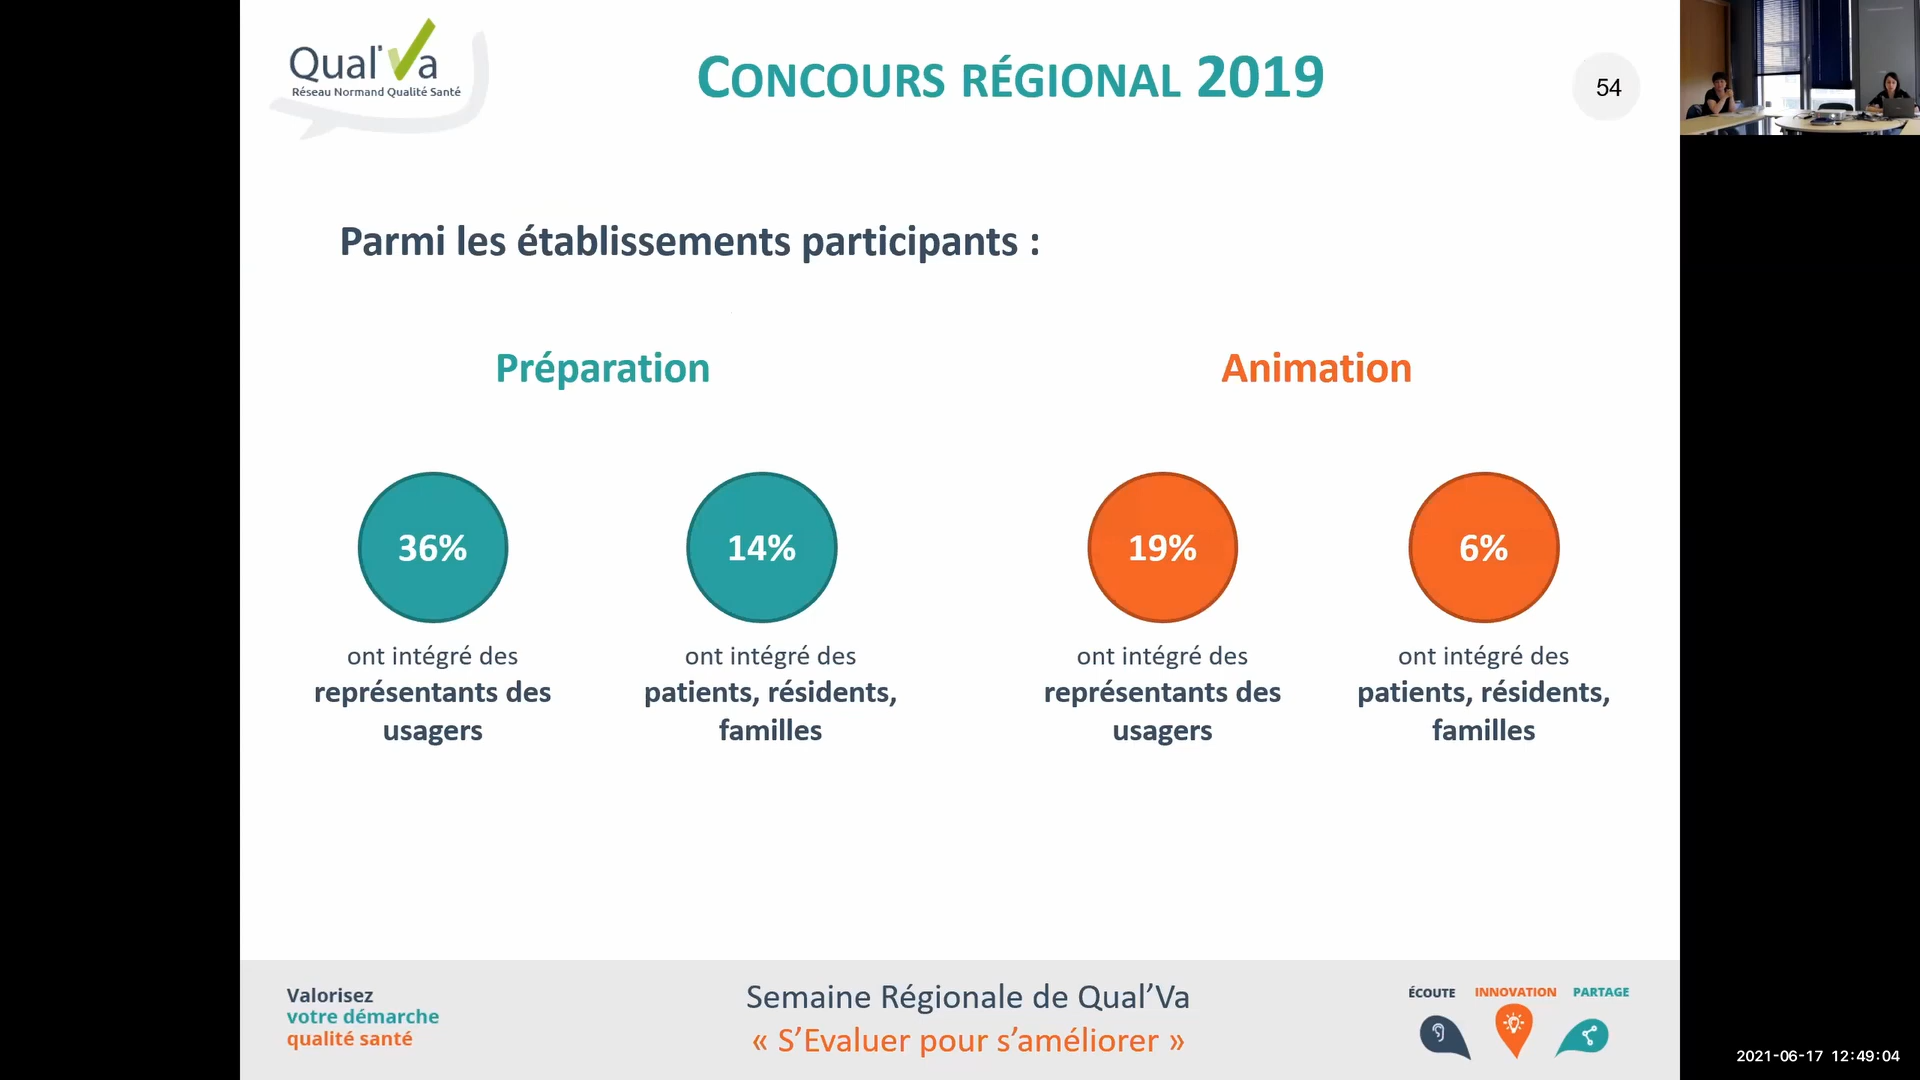 Qual'Va
Réseau Normand Qualité Santé
CONCOURS RÉGIONAL 2019
54
Parmi les établissements participants :
Préparation
Animation
36%
14%
19%
6%
ont intégré des
représentants des
usagers
ont intégré des
patients, résidents,
familles
ont intégré des
représentants des
usagers
ont intégré des
patients, résidents,
familles
Valorisez
votre démarche
qualité santé
Semaine Régionale de Qual’Va
« S’Evaluer pour s’améliorer »
ÉCOUTE
INNOVATION
PARTAGE
2021-06-17 12:49:04